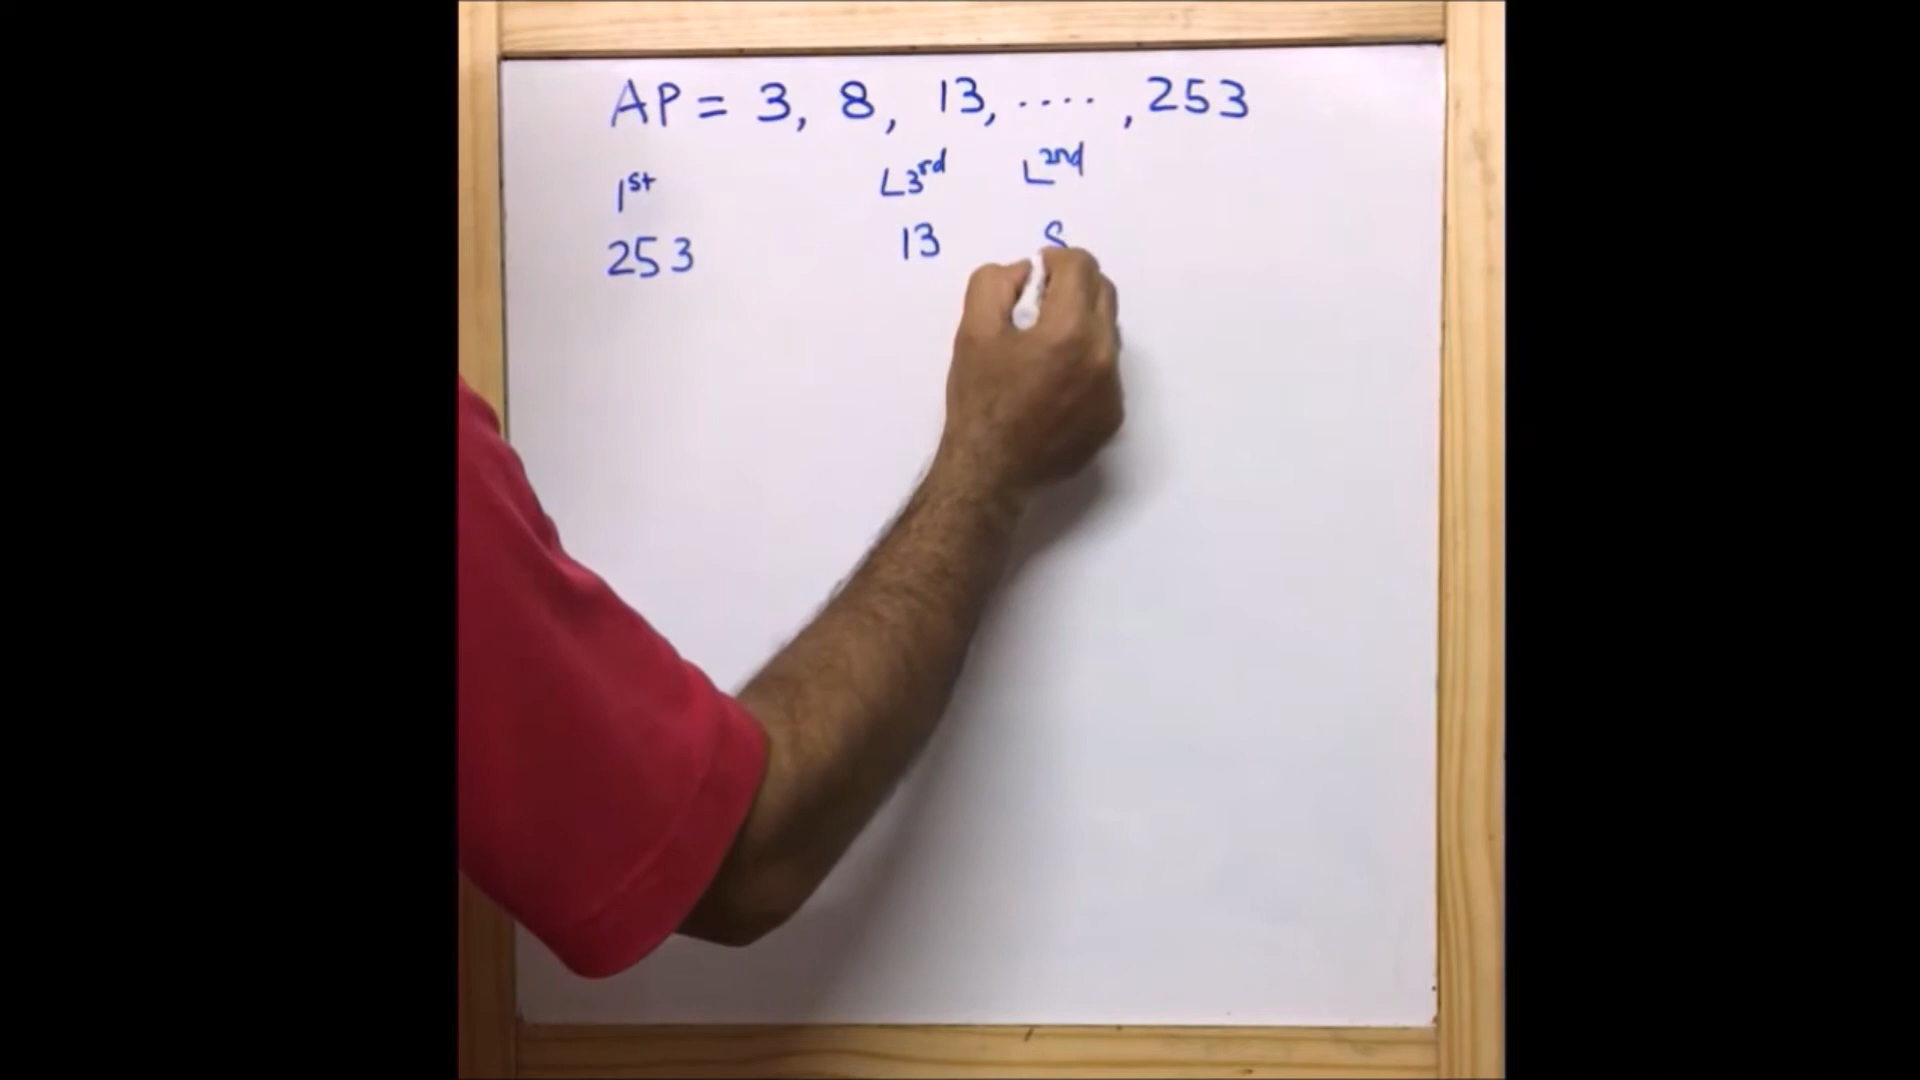 AP = 3, 8, 13, ...., 253
1st L3rd L2nd
253 13